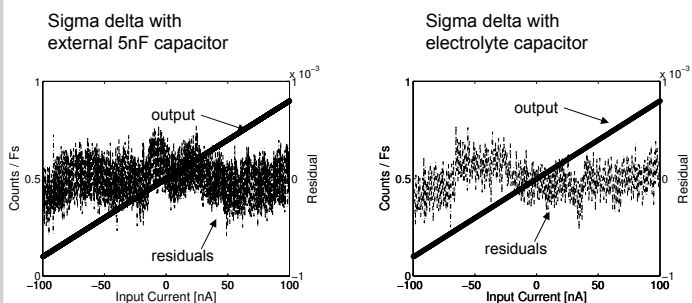 Sigma delta with
external 5nF capacitor
x 10⁻³
1
output
Counts / Fs
0.5
0
Residual
residuals
0
−1
−100
−50
0
50
100
Input Current [nA]
Sigma delta with
electrolyte capacitor
x 10⁻³
1
output
Counts / Fs
0.5
0
Residual
residuals
0
−1
−100
−50
0
50
100
Input Current [nA]